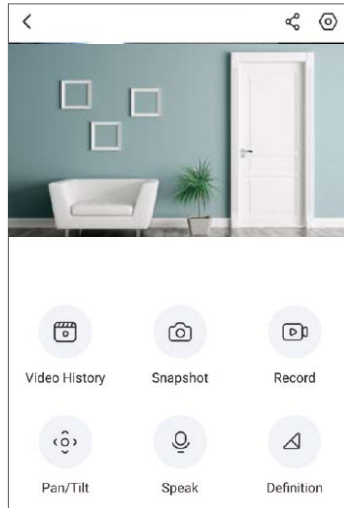 Video History
Snapshot
Record
Pan/Tilt
Speak
Definition